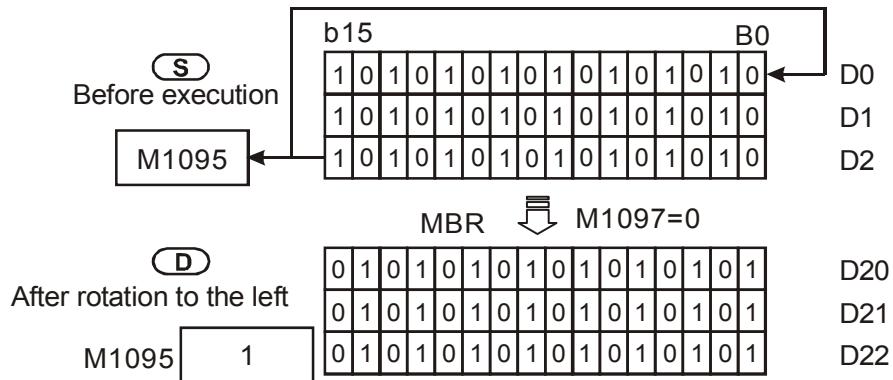 b15 B0
S
Before execution
1 0 1 0 1 0 1 0 1 0 1 0 1 0 1 0 D0
1 0 1 0 1 0 1 0 1 0 1 0 1 0 1 0 D1
M1095 1 0 1 0 1 0 1 0 1 0 1 0 1 0 1 0 D2
MBR M1097=0
D
After rotation to the left
0 1 0 1 0 1 0 1 0 1 0 1 0 1 0 1 D20
0 1 0 1 0 1 0 1 0 1 0 1 0 1 0 1 D21
M1095 1 0 1 0 1 0 1 0 1 0 1 0 1 0 1 0 1 D22